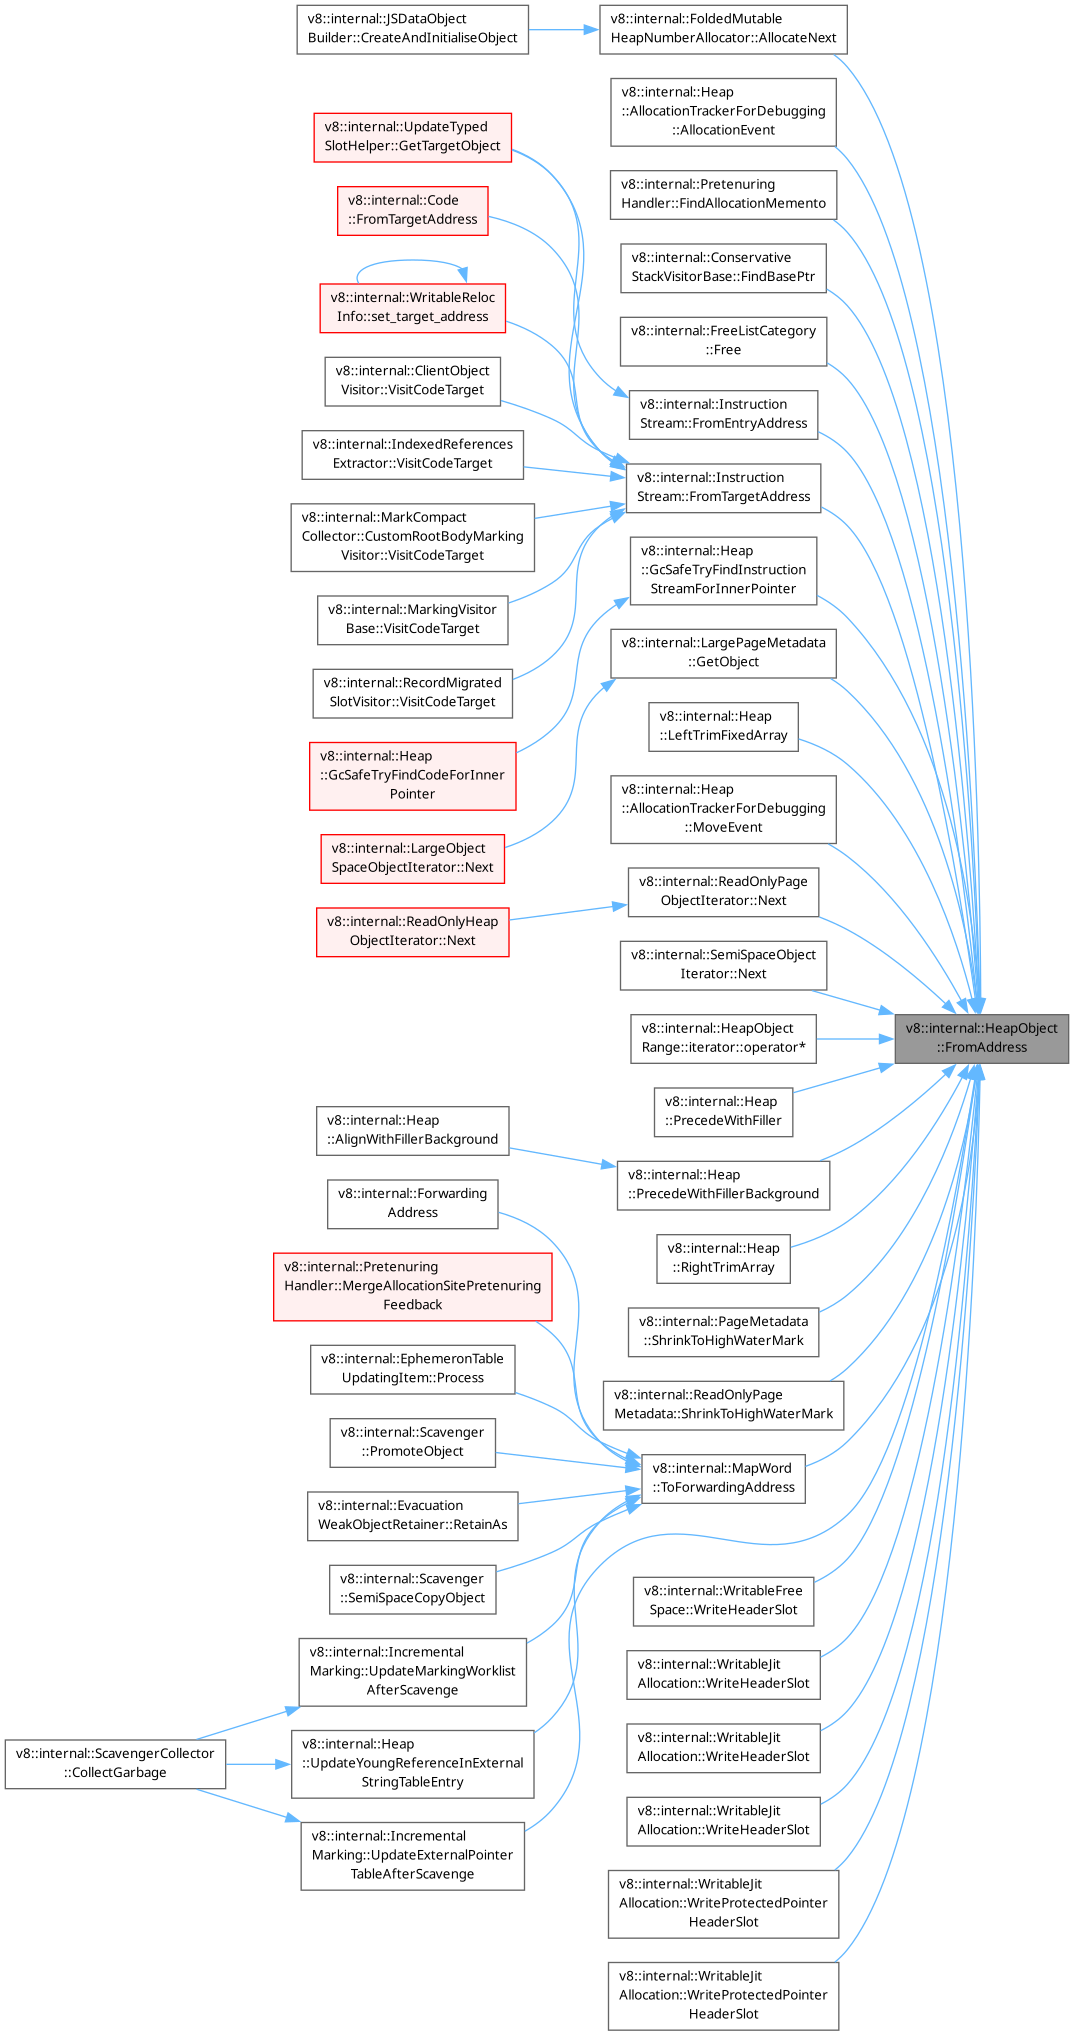 v8::internal::JSDataObject
Builder::CreateAndInitialiseObject
v8::internal::FoldedMutable
HeapNumberAllocator::AllocateNext
v8::internal::Heap
::AllocationTrackerForDebugging
::AllocationEvent
v8::internal::UpdateTyped
SlotHelper::GetTargetObject
v8::internal::Pretenuring
Handler::FindAllocationMemento
v8::internal::Code
::FromTargetAddress
v8::internal::Conservative
StackVisitorBase::FindBasePtr
v8::internal::WritableReloc
Info::set_target_address
v8::internal::FreeListCategory
::Free
v8::internal::ClientObject
Visitor::VisitCodeTarget
v8::internal::Instruction
Stream::FromEntryAddress
v8::internal::IndexedReferences
Extractor::VisitCodeTarget
v8::internal::Instruction
Stream::FromTargetAddress
v8::internal::MarkCompact
Collector::CustomRootBodyMarking
Visitor::VisitCodeTarget
v8::internal::Heap
::GcSafeTryFindInstruction
StreamForInnerPointer
v8::internal::MarkingVisitor
Base::VisitCodeTarget
v8::internal::LargePageMetadata
::GetObject
v8::internal::RecordMigrated
SlotVisitor::VisitCodeTarget
v8::internal::Heap
::LeftTrimFixedArray
v8::internal::Heap
::GcSafeTryFindCodeForInner
Pointer
v8::internal::Heap
::AllocationTrackerForDebugging
::MoveEvent
v8::internal::LargeObject
SpaceObjectIterator::Next
v8::internal::ReadOnlyPage
ObjectIterator::Next
v8::internal::ReadOnlyHeap
ObjectIterator::Next
v8::internal::SemiSpaceObject
Iterator::Next
v8::internal::HeapObject
Range::iterator::operator*
v8::internal::HeapObject
::FromAddress
v8::internal::Heap
::PrecedeWithFiller
v8::internal::Heap
::AlignWithFillerBackground
v8::internal::Heap
::PrecedeWithFillerBackground
v8::internal::Forwarding
Address
v8::internal::Heap
::RightTrimArray
v8::internal::Pretenuring
Handler::MergeAllocationSitePretenuring
Feedback
v8::internal::PageMetadata
::ShrinkToHighWaterMark
v8::internal::EphemeronTable
UpdatingItem::Process
v8::internal::ReadOnlyPage
Metadata::ShrinkToHighWaterMark
v8::internal::Scavenger
::PromoteObject
v8::internal::MapWord
::ToForwardingAddress
v8::internal::Evacuation
WeakObjectRetainer::RetainAs
v8::internal::Scavenger
::SemiSpaceCopyObject
v8::internal::WritableFree
Space::WriteHeaderSlot
v8::internal::Incremental
Marking::UpdateMarkingWorklist
AfterScavenge
v8::internal::WritableJit
Allocation::WriteHeaderSlot
v8::internal::ScavengerCollector
::CollectGarbage
v8::internal::Heap
::UpdateYoungReferenceInExternal
StringTableEntry
v8::internal::WritableJit
Allocation::WriteHeaderSlot
v8::internal::Incremental
Marking::UpdateExternalPointer
TableAfterScavenge
v8::internal::WritableJit
Allocation::WriteHeaderSlot
v8::internal::WritableJit
Allocation::WriteProtectedPointer
HeaderSlot
v8::internal::WritableJit
Allocation::WriteProtectedPointer
HeaderSlot